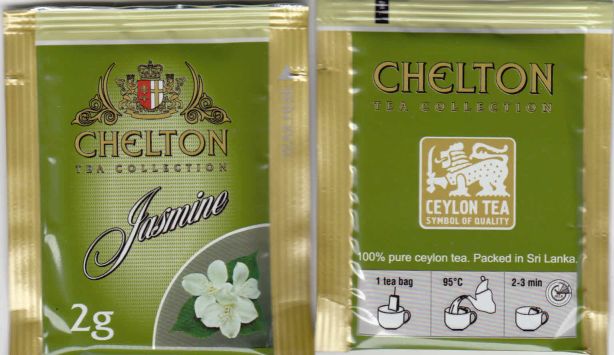 CHELTON
TEA COLLECTION
Jasmine
2g
CHELTON
TEA COLLECTION
CEYLON TEA
SYMBOL OF QUALITY
100% pure ceylon tea. Packed in Sri Lanka.
1 tea bag
95°C
2-3 min